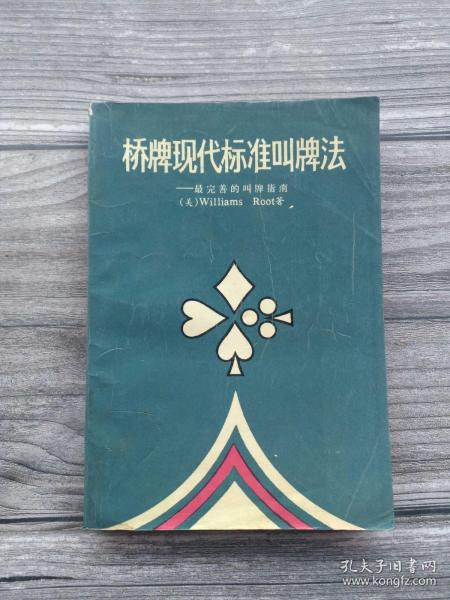 桥牌现代标准叫牌法
——最完善的叫牌指南
(美)Williams Root著
孔夫子旧书网
www.kongfz.com